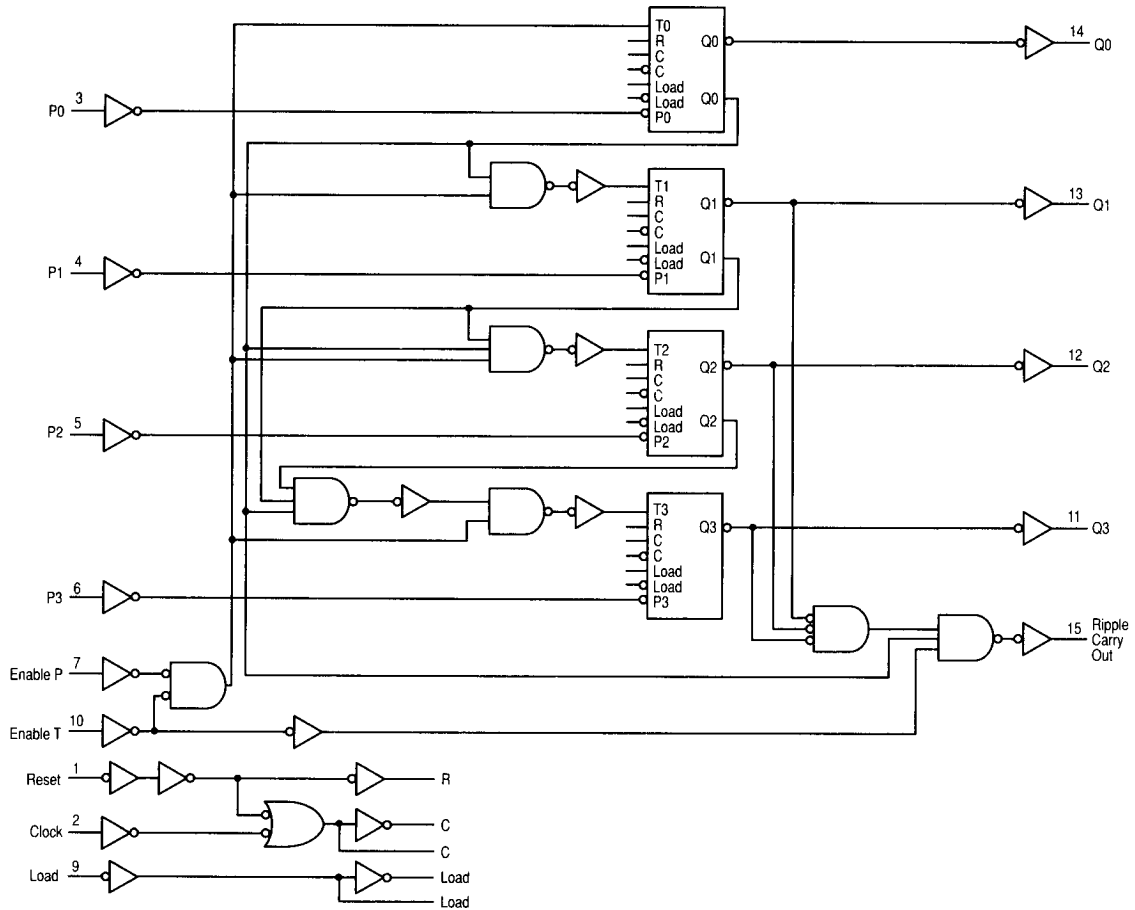 14
T0
Q0
Q0
R
C
C
Load
Load
Q0
P0
3
P0
T1
R
Q1
13
Q1
C
C
Load
Load
Q1
P1
4
P1
T2
R
Q2
12
Q2
C
C
Load
Load
Q2
P2
5
P2
T3
R
Q3
11
Q3
C
C
Load
Load
P3
6
P3
15
Ripple
Carry
Out
7
Enable P
10
Enable T
1
Reset
R
2
Clock
C
C
9
Load
Load
Load